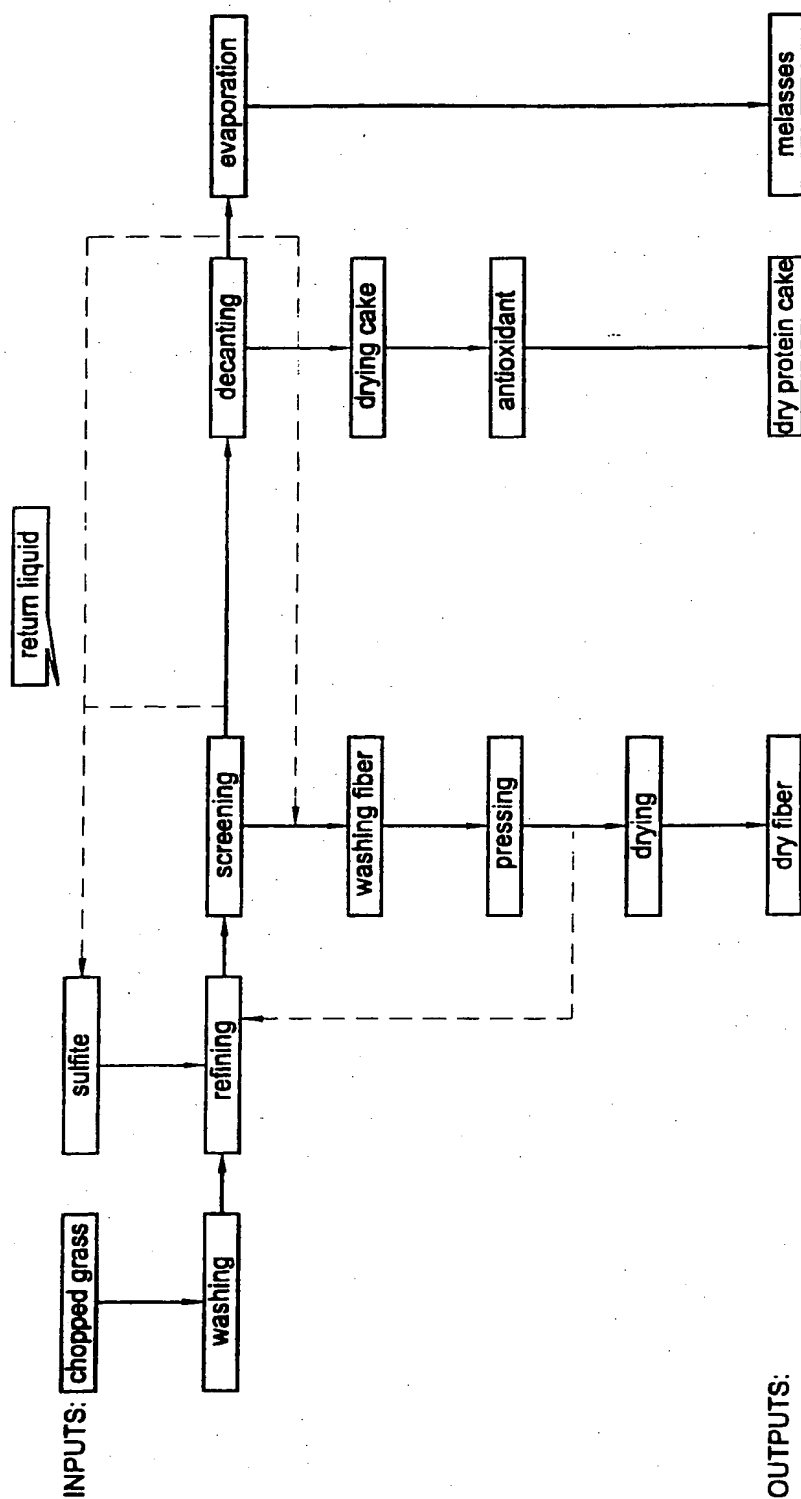 return liquid
INPUTS:
chopped grass
sulfite
washing
refining
screening
decanting
evaporation
washing fiber
drying cake
pressing
antioxidant
drying
OUTPUTS:
dry fiber
dry protein cake
melasses